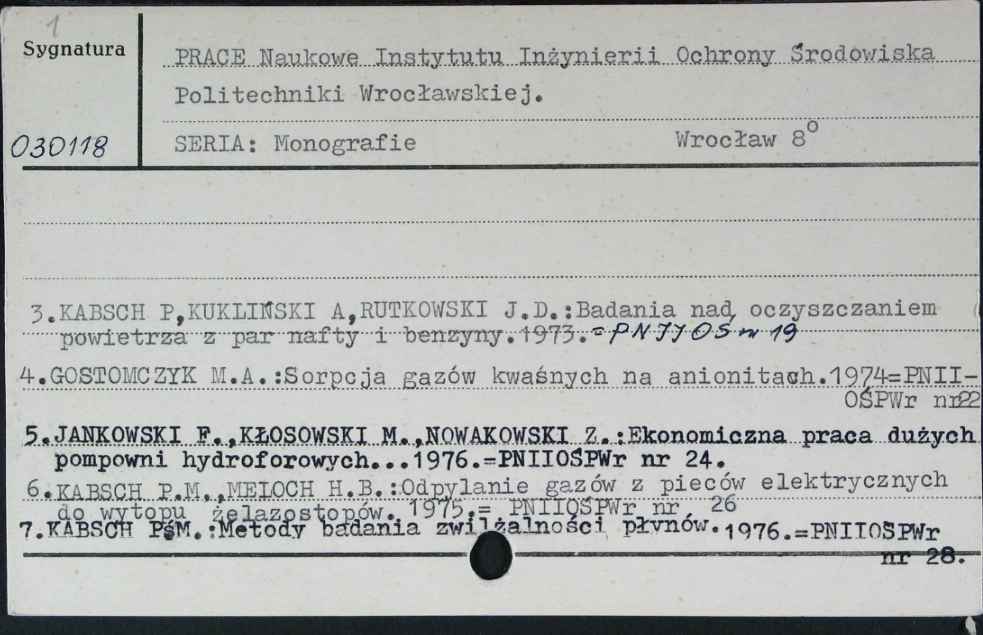 1
Sygnatura
PRACE Naukowe Instytutu Inżynierii Ochrony Środowiska
Politechniki Wrocławskiej.
030118
SERIA: Monografie Wrocław 8°
3.KABSCH P,KUKLIŃSKI A,RUTKOWSKI J.D.:Badania nad oczyszczaniem
powietrza z par nafty i benzyny.1973.=PNIIOŚ nr 19
4.GOSTOMCZYK M.A.:Sorpcja gazów kwaśnych na anionitach.1974=PNII-
OŚPWr nr22
5.JANKOWSKI F.,KŁOSOWSKI M.,NOWAKOWSKI Z.:Ekonomiczna praca dużych
pompowni hydroforowych...1976.=PNIIOŚPWr nr 24.
6.KABSCH P.M.,MELOCH H.B.:Odpylanie gazów z pieców elektrycznych
do wytopu żelazostopów. 1975.= PNIIOŚPWr nr 26
7.KABSCH P.M.:Metody badania zwilżalności płynów.1976.=PNIIOŚPWr
nr 28.